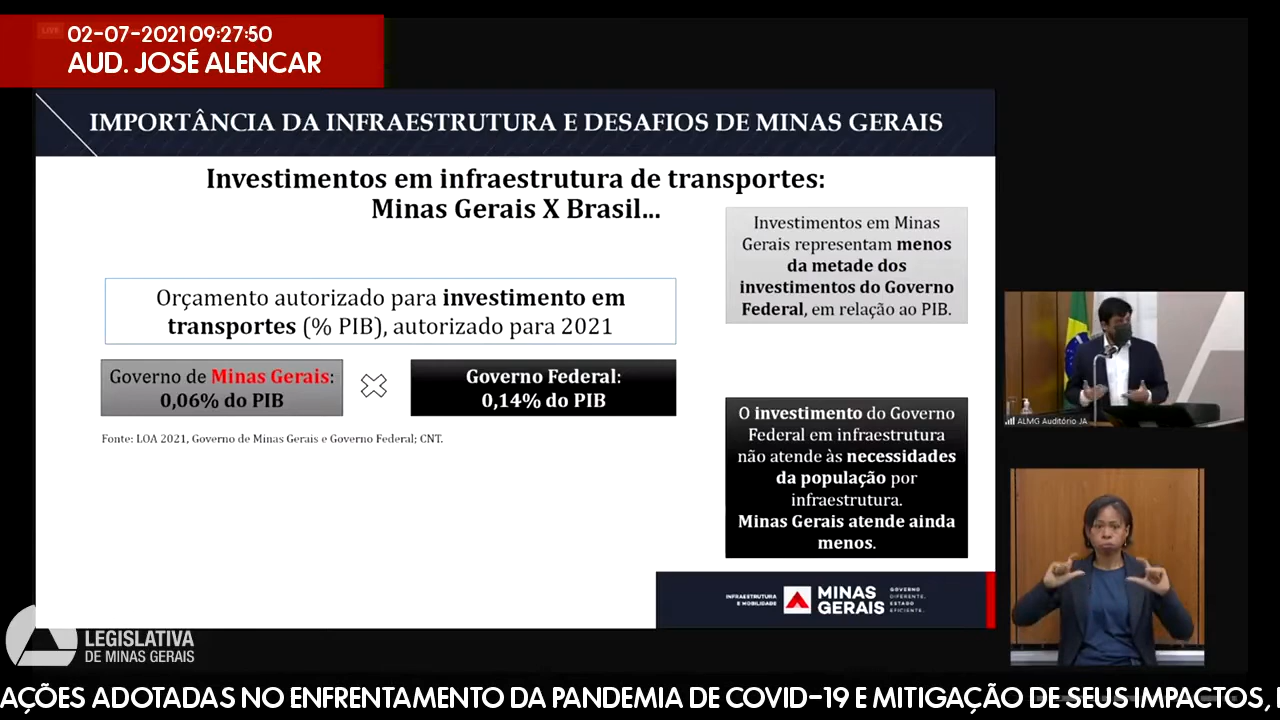 LIVE
02-07-2021 09:27:50
AUD. JOSÉ ALENCAR
IMPORTÂNCIA DA INFRAESTRUTURA E DESAFIOS DE MINAS GERAIS
Investimentos em infraestrutura de transportes:
Minas Gerais X Brasil...
Orçamento autorizado para investimento em
transportes (% PIB), autorizado para 2021
Governo de Minas Gerais:
0,06% do PIB
Governo Federal:
0,14% do PIB
Fonte: LOA 2021, Governo de Minas Gerais e Governo Federal; CNT.
Investimentos em Minas
Gerais representam menos
da metade dos
investimentos do Governo
Federal, em relação ao PIB.
O investimento do Governo
Federal em infraestrutura
não atende às necessidades
da população por
infraestrutura.
Minas Gerais atende ainda
menos.
INFRAESTRUTURA
E MOBILIDADE
MINAS
GERAIS
GOVERNO
DIFERENTE.
ESTADO
EFICIENTE.
ALMG Auditório JA
LEGISLATIVA
DE MINAS GERAIS
AÇÕES ADOTADAS NO ENFRENTAMENTO DA PANDEMIA DE COVID-19 E MITIGAÇÃO DE SEUS IMPACTOS,